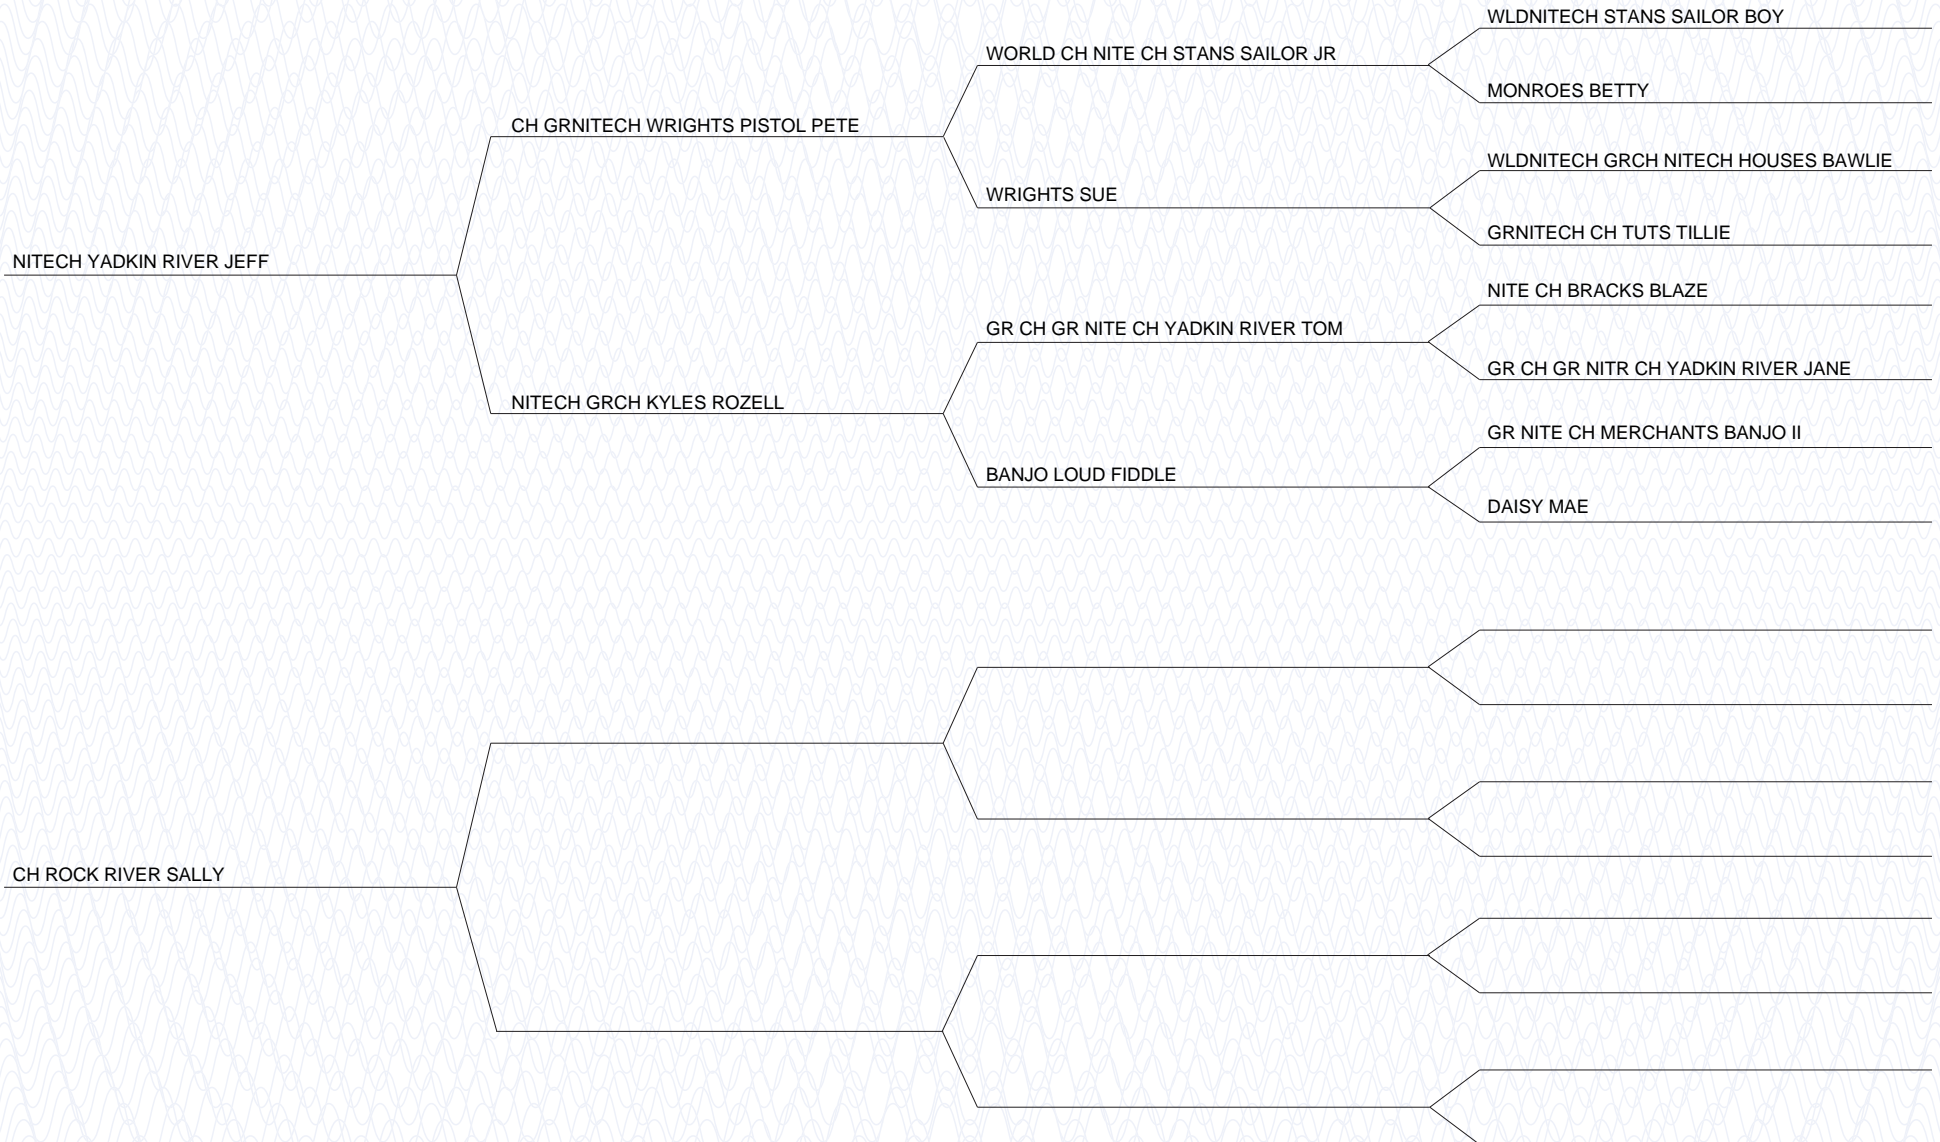 WLDNITECH STANS SAILOR BOY
WORLD CH NITE CH STANS SAILOR JR
MONROES BETTY
CH GRNITECH WRIGHTS PISTOL PETE
WLDNITECH GRCH NITECH HOUSES BAWLIE
WRIGHTS SUE
GRNITECH CH TUTS TILLIE
NITECH YADKIN RIVER JEFF
NITE CH BRACKS BLAZE
GR CH GR NITE CH YADKIN RIVER TOM
GR CH GR NITR CH YADKIN RIVER JANE
NITECH GRCH KYLES ROZELL
GR NITE CH MERCHANTS BANJO II
BANJO LOUD FIDDLE
DAISY MAE
CH ROCK RIVER SALLY